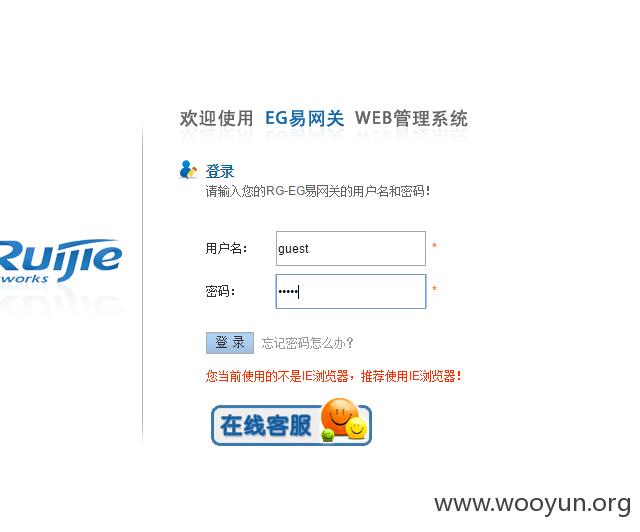 欢迎使用 EG易网关 WEB管理系统
登录
请输入您的RG-EG易网关的用户名和密码！
Ruijie
works
用户名： guest *
密码： ••••• *
登 录 忘记密码怎么办？
您当前使用的不是IE浏览器，推荐使用IE浏览器！
在线客服
www.wooyun.org